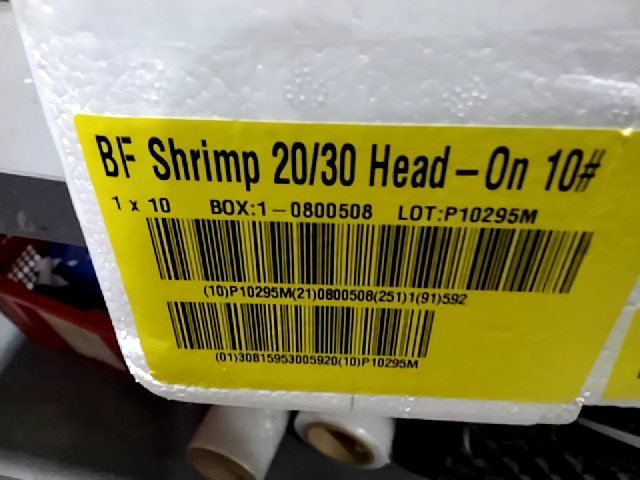 BF Shrimp 20/30 Head-On 10#
1 x 10 BOX:1-0800508 LOT:P10295M
(10)P10295M(21)0800508(251)1(91)592
(01)30815953005920(10)P10295M